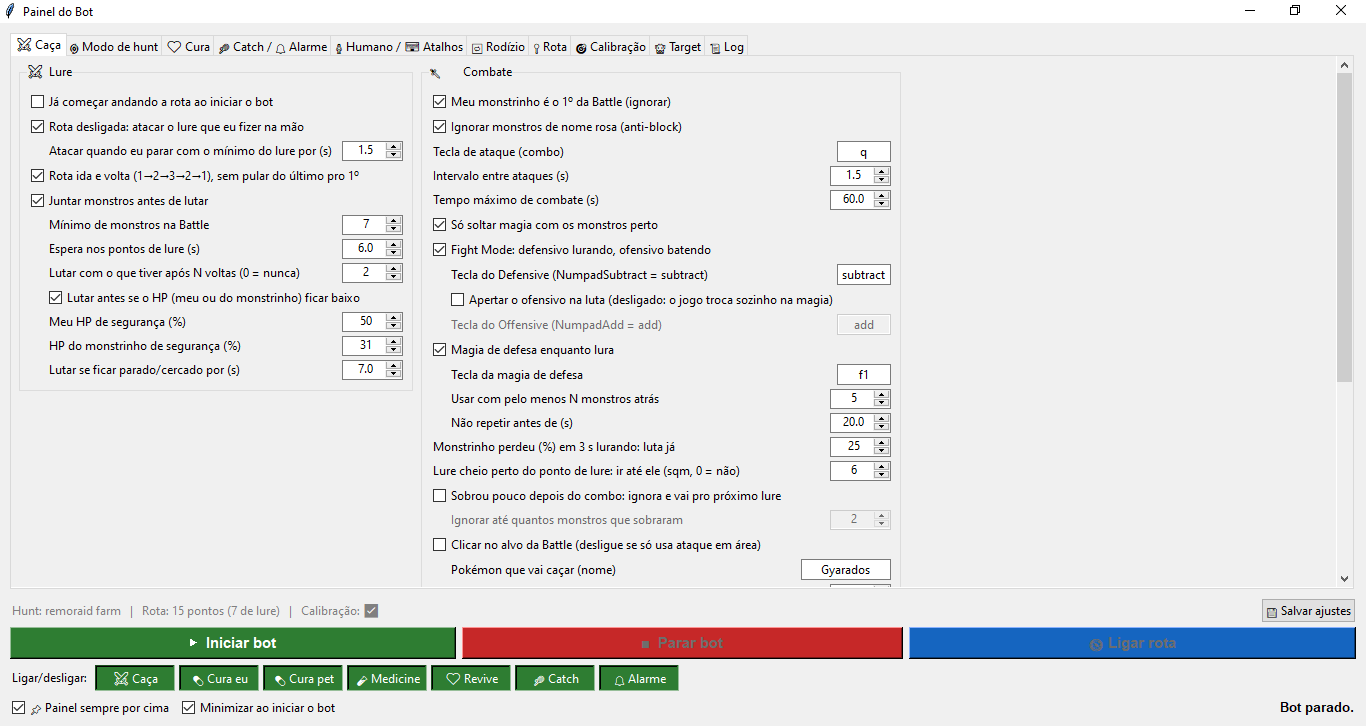 Painel do Bot
Caça Modo de hunt Cura Catch / Alarme Humano / Atalhos Rodízio Rota Calibração Target Log
Lure
Já começar andando a rota ao iniciar o bot
Rota desligada: atacar o lure que eu fizer na mão
Atacar quando eu parar com o mínimo do lure por (s) 1.5
Rota ida e volta (1→2→3→2→1), sem pular do último pro 1º
Juntar monstros antes de lutar
Mínimo de monstros na Battle 7
Espera nos pontos de lure (s) 6.0
Lutar com o que tiver após N voltas (0 = nunca) 2
Lutar antes se o HP (meu ou do monstrinho) ficar baixo
Meu HP de segurança (%) 50
HP do monstrinho de segurança (%) 31
Lutar se ficar parado/cercado por (s) 7.0
Combate
Meu monstrinho é o 1º da Battle (ignorar)
Ignorar monstros de nome rosa (anti-block)
Tecla de ataque (combo) q
Intervalo entre ataques (s) 1.5
Tempo máximo de combate (s) 60.0
Só soltar magia com os monstros perto
Fight Mode: defensivo lurando, ofensivo batendo
Tecla do Defensive (NumpadSubtract = subtract) subtract
Apertar o ofensivo na luta (desligado: o jogo troca sozinho na magia)
Tecla do Offensive (NumpadAdd = add) add
Magia de defesa enquanto lura
Tecla da magia de defesa f1
Usar com pelo menos N monstros atrás 5
Não repetir antes de (s) 20.0
Monstrinho perdeu (%) em 3 s lurando: luta já 25
Lure cheio perto do ponto de lure: ir até ele (sqm, 0 = não) 6
Sobrou pouco depois do combo: ignora e vai pro próximo lure
Ignorar até quantos monstros que sobraram 2
Clicar no alvo da Battle (desligue se só usa ataque em área)
Pokémon que vai caçar (nome) Gyarados
Hunt: remoraid farm | Rota: 15 pontos (7 de lure) | Calibração:
Salvar ajustes
Iniciar bot Parar bot Ligar rota
Ligar/desligar: Caça Cura eu Cura pet Medicine Revive Catch Alarme
Painel sempre por cima Minimizar ao iniciar o bot
Bot parado.